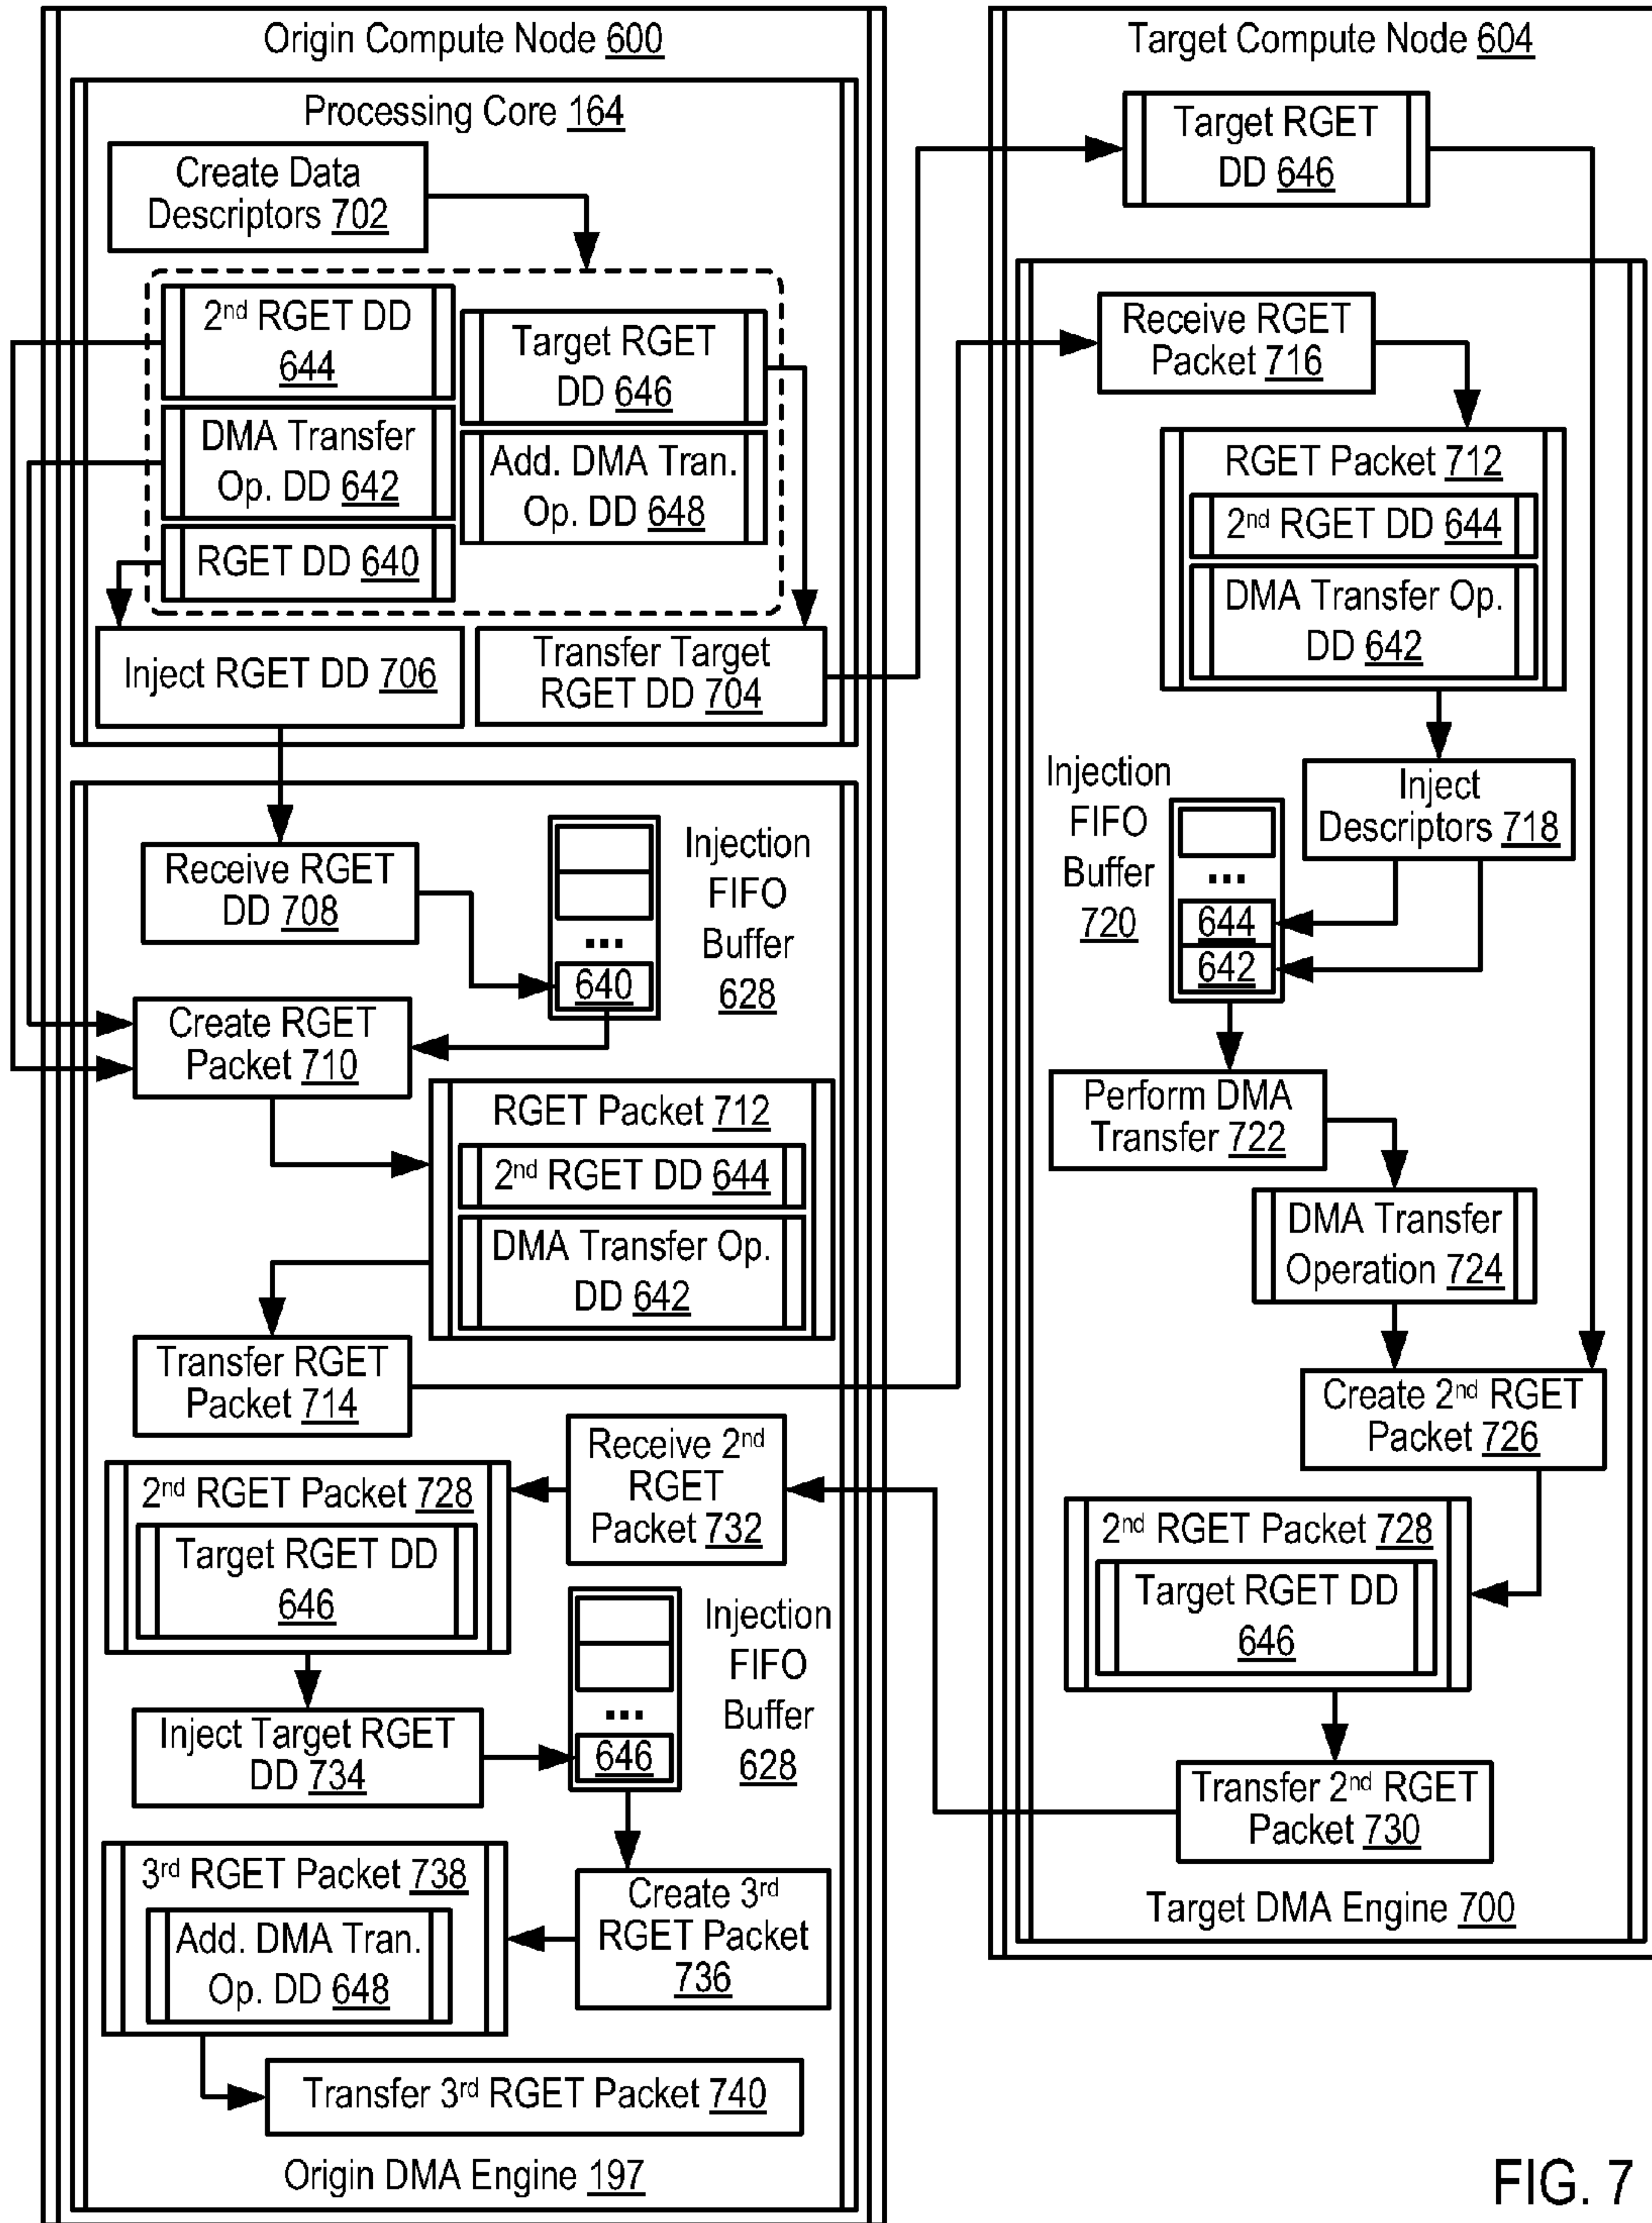 Origin Compute Node 600
Processing Core 164
Create Data
Descriptors 702
2nd RGET DD
644
DMA Transfer
Op. DD 642
RGET DD 640
Target RGET
DD 646
Add. DMA Tran.
Op. DD 648
Inject RGET DD 706
Transfer Target
RGET DD 704
Receive RGET
DD 708
...
640
Injection
FIFO
Buffer
628
Create RGET
Packet 710
RGET Packet 712
2nd RGET DD 644
DMA Transfer Op.
DD 642
Transfer RGET
Packet 714
Receive 2nd
RGET
Packet 732
2nd RGET Packet 728
Target RGET DD
646
Inject Target RGET
DD 734
...
646
Injection
FIFO
Buffer
628
Create 3rd
RGET Packet
736
3rd RGET Packet 738
Add. DMA Tran.
Op. DD 648
Transfer 3rd RGET Packet 740
Origin DMA Engine 197
Target Compute Node 604
Target RGET
DD 646
Receive RGET
Packet 716
RGET Packet 712
2nd RGET DD 644
DMA Transfer Op.
DD 642
Inject
Descriptors 718
Injection
FIFO
Buffer
720
...
644
642
Perform DMA
Transfer 722
DMA Transfer
Operation 724
Create 2nd RGET
Packet 726
2nd RGET Packet 728
Target RGET DD
646
Transfer 2nd RGET
Packet 730
Target DMA Engine 700
FIG. 7